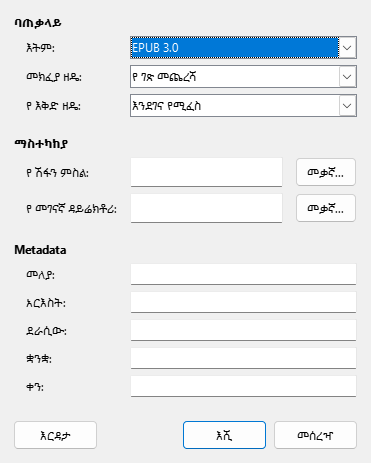 ባጠቃላይ
እትም:
EPUB 3.0
መክፈያ ዘዴ:
የ ገጽ መጨረሻ
የ እቅድ ዘዴ:
እንደገና የሚፈስ
ማስተካከያ
የ ሽፋን ምስል:
መቃኛ...
የ መገናኛ ዳይሬክቶሪ:
መቃኛ...
Metadata
መለያ:
አርእስት:
ደራሲው:
ቋንቋ:
ቀን:
እርዳታ
እሺ
መሰረዣ